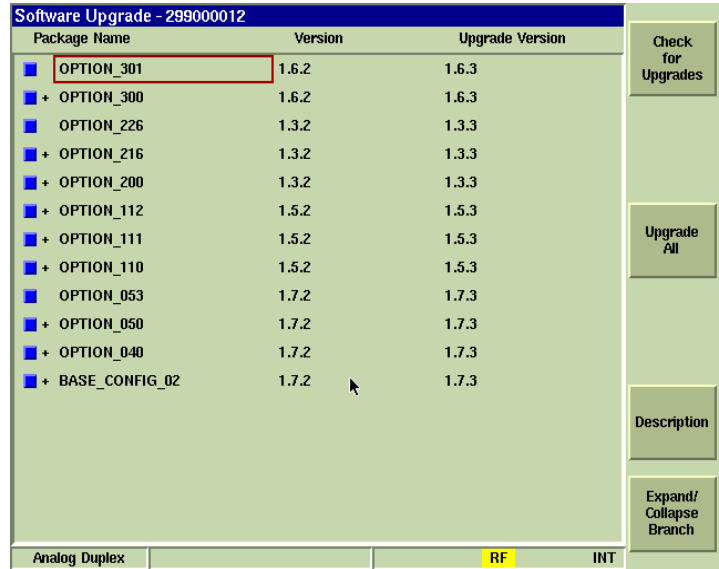 Software Upgrade - 299000012
Package Name Version Upgrade Version
OPTION_301 1.6.2 1.6.3
+ OPTION_300 1.6.2 1.6.3
OPTION_226 1.3.2 1.3.3
+ OPTION_216 1.3.2 1.3.3
+ OPTION_200 1.3.2 1.3.3
+ OPTION_112 1.5.2 1.5.3
+ OPTION_111 1.5.2 1.5.3
+ OPTION_110 1.5.2 1.5.3
OPTION_053 1.7.2 1.7.3
+ OPTION_050 1.7.2 1.7.3
+ OPTION_040 1.7.2 1.7.3
+ BASE_CONFIG_02 1.7.2 1.7.3
Check
for
Upgrades
Upgrade
All
Description
Expand/
Collapse
Branch
Analog Duplex RF INT